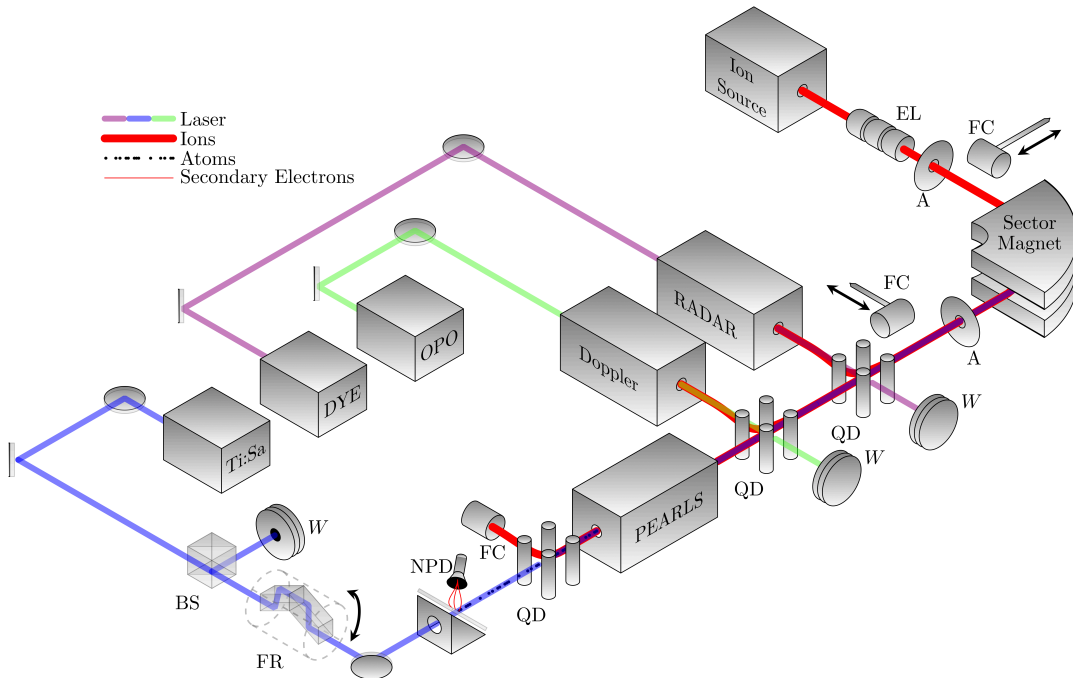 Ion
Source
EL
FC
A
Sector
Magnet
Laser
Ions
Atoms
Secondary Electrons
RADAR
FC
A
OPO
Doppler
DYE
W
QD
Ti:Sa
W
QD
PEARLS
W
FC
NPD
BS
QD
FR